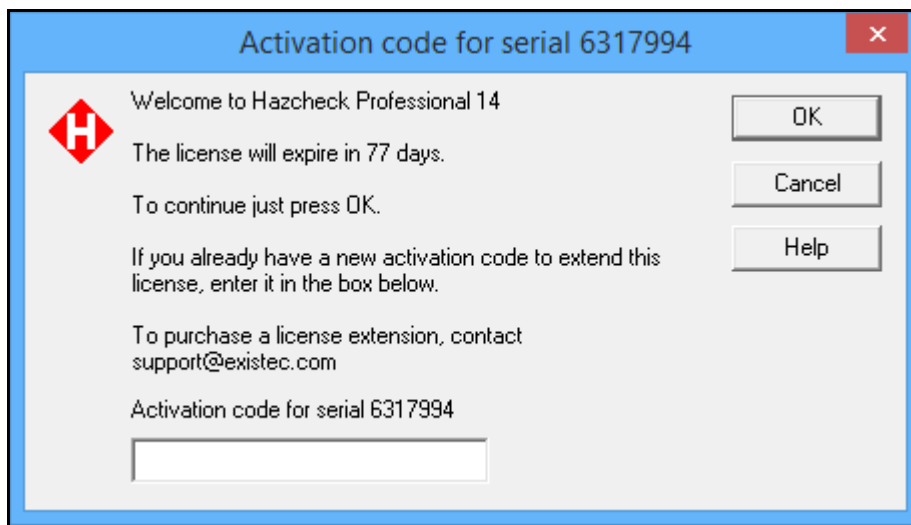 Activation code for serial 6317994
×
H
Welcome to Hazcheck Professional 14
OK
The license will expire in 77 days.
Cancel
To continue just press OK.
Help
If you already have a new activation code to extend this
license, enter it in the box below.
To purchase a license extension, contact
support@existec.com
Activation code for serial 6317994